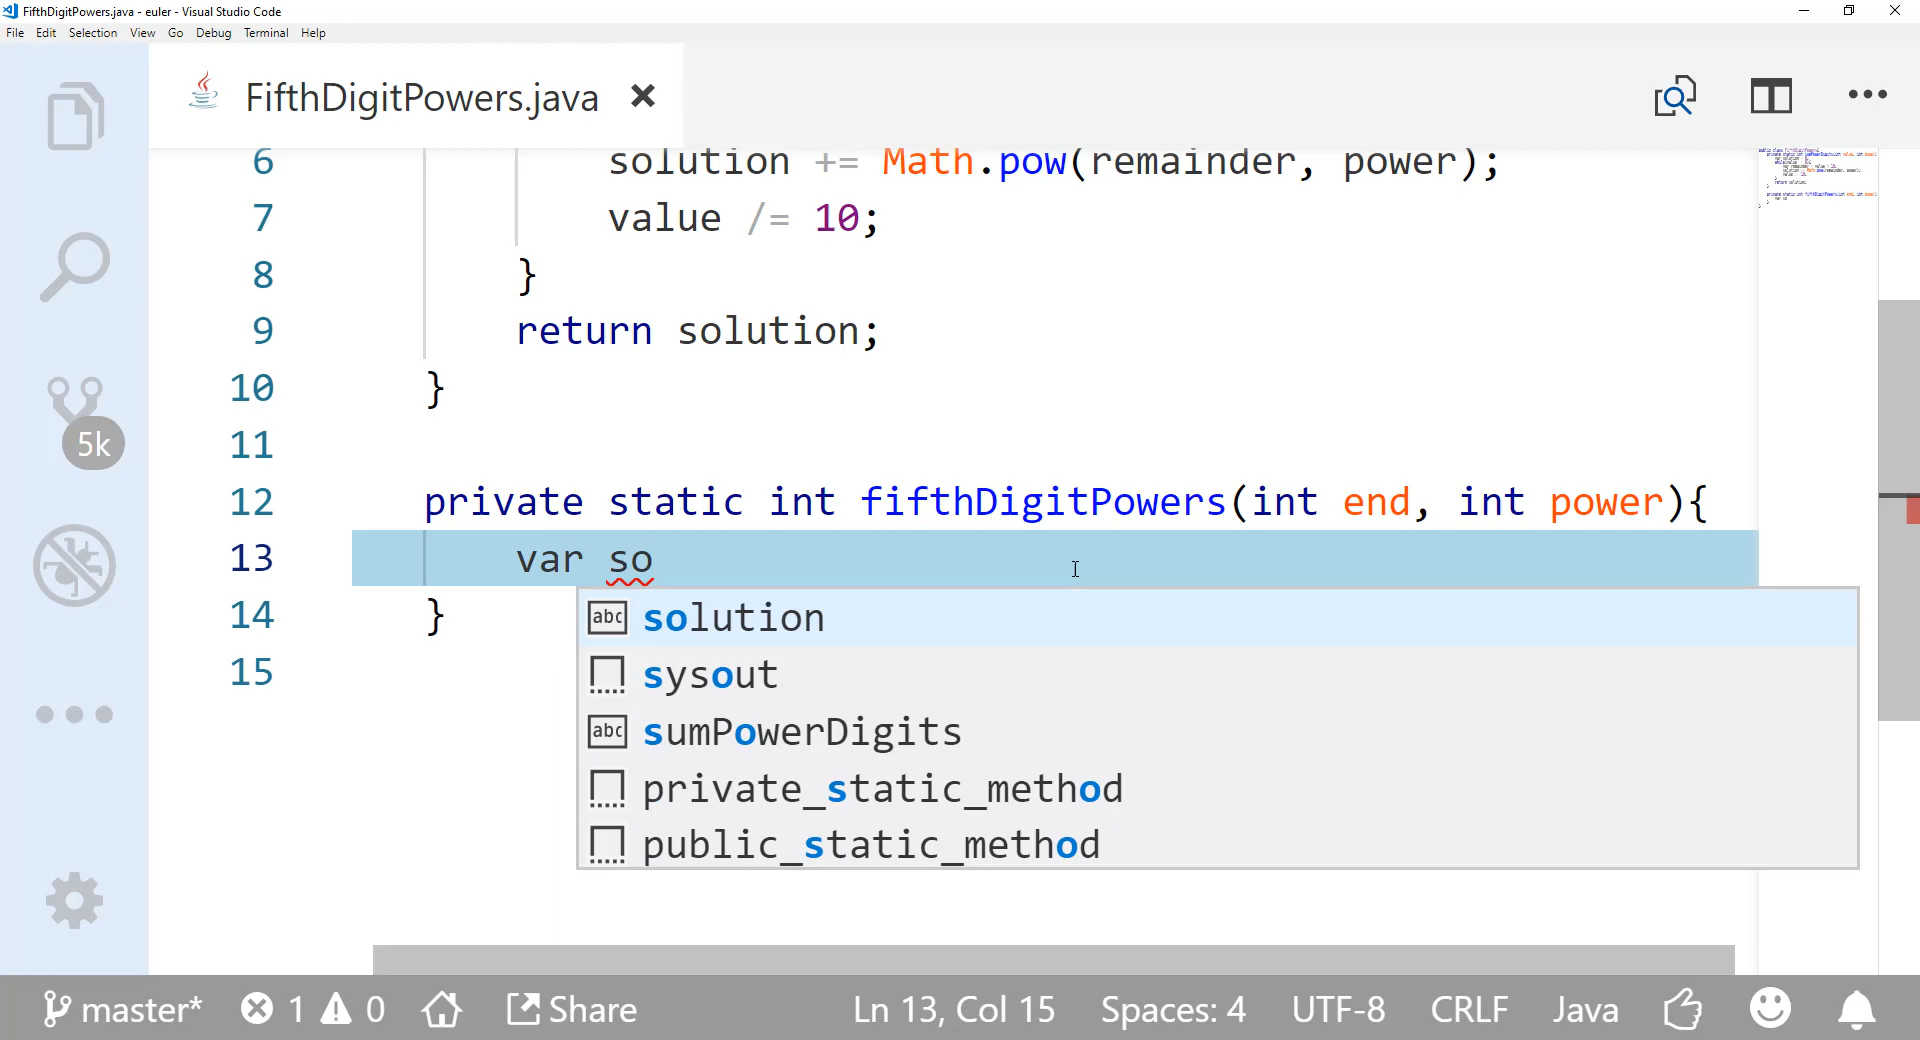 FifthDigitPowers.java - euler - Visual Studio Code
File Edit Selection View Go Debug Terminal Help
FifthDigitPowers.java
6 solution += Math.pow(remainder, power);
7 value /= 10;
8 }
9 return solution;
10 }
11
12 private static int fifthDigitPowers(int end, int power){
13 var so
14 }
15
abc solution
sysout
abc sumPowerDigits
private_static_method
public_static_method
5k
master* 1 0 Share Ln 13, Col 15 Spaces: 4 UTF-8 CRLF Java